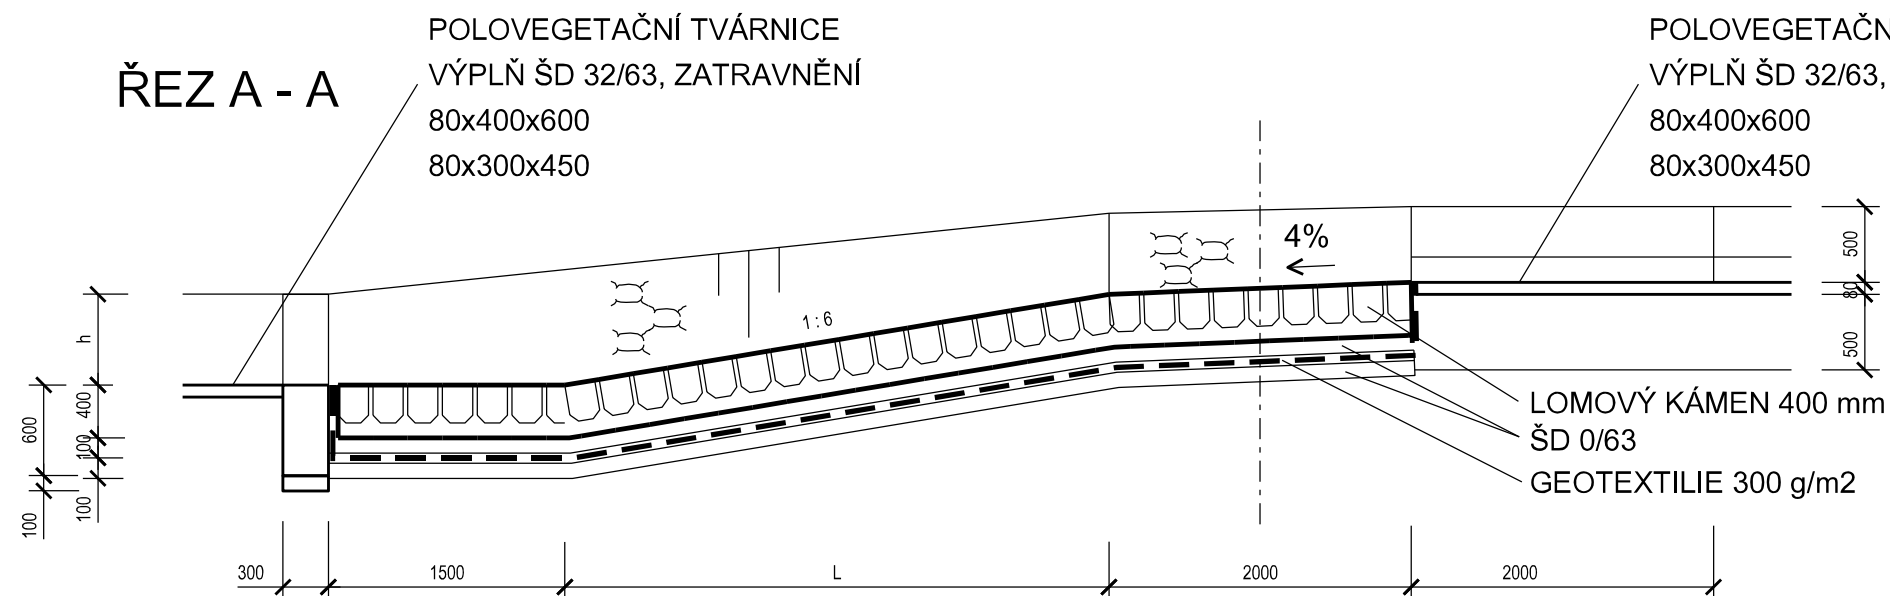 ŘEZ A - A
POLOVEGETAČNÍ TVÁRNICE
VÝPLŇ ŠD 32/63, ZATRAVNĚNÍ
80x400x600
80x300x450
POLOVEGETAČN
VÝPLŇ ŠD 32/63,
80x400x600
80x300x450
4%
1 : 6
500
80
500
h
400
100
100
600
100
LOMOVÝ KÁMEN 400 mm
ŠD 0/63
GEOTEXTILIE 300 g/m2
300
1500
L
2000
2000